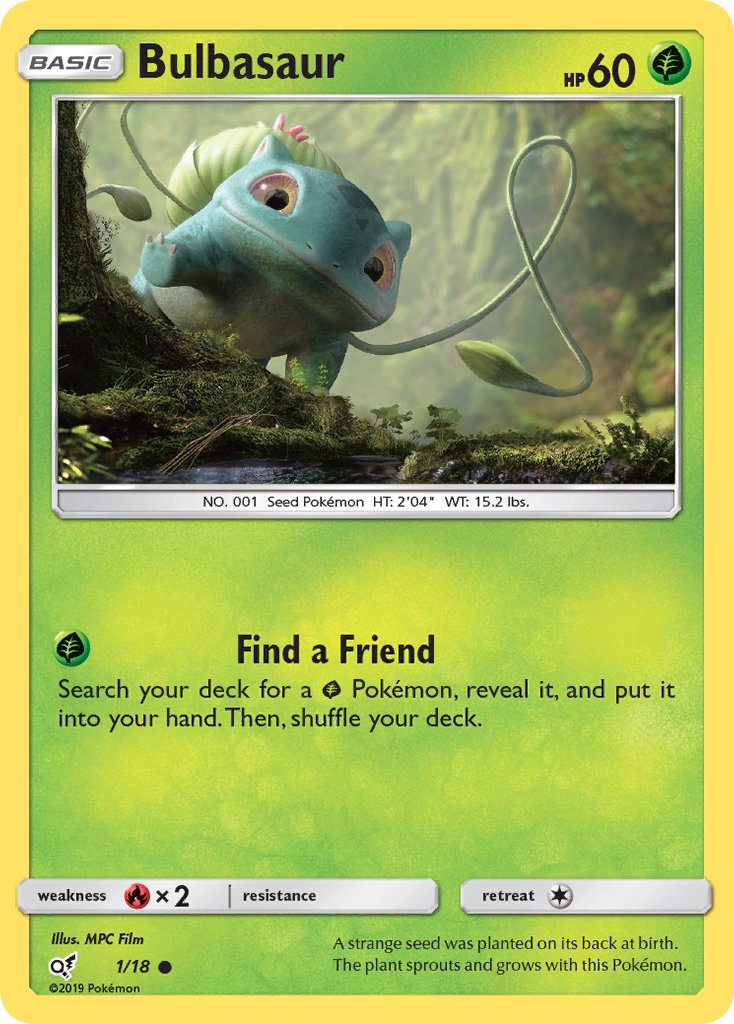 BASIC Bulbasaur HP60
NO. 001 Seed Pokémon HT: 2'04" WT: 15.2 lbs.
Find a Friend
Search your deck for a Pokémon, reveal it, and put it
into your hand. Then, shuffle your deck.
weakness ×2 resistance retreat
Illus. MPC Film
1/18
©2019 Pokémon
A strange seed was planted on its back at birth.
The plant sprouts and grows with this Pokémon.